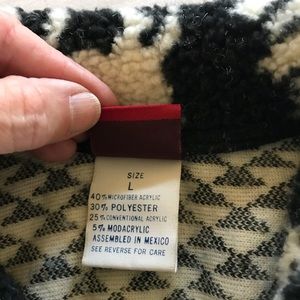 SIZE
L
40% MICROFIBER ACRYLIC
30% POLYESTER
25% CONVENTIONAL ACRYLIC
5% MODACRYLIC
ASSEMBLED IN MEXICO
SEE REVERSE FOR CARE